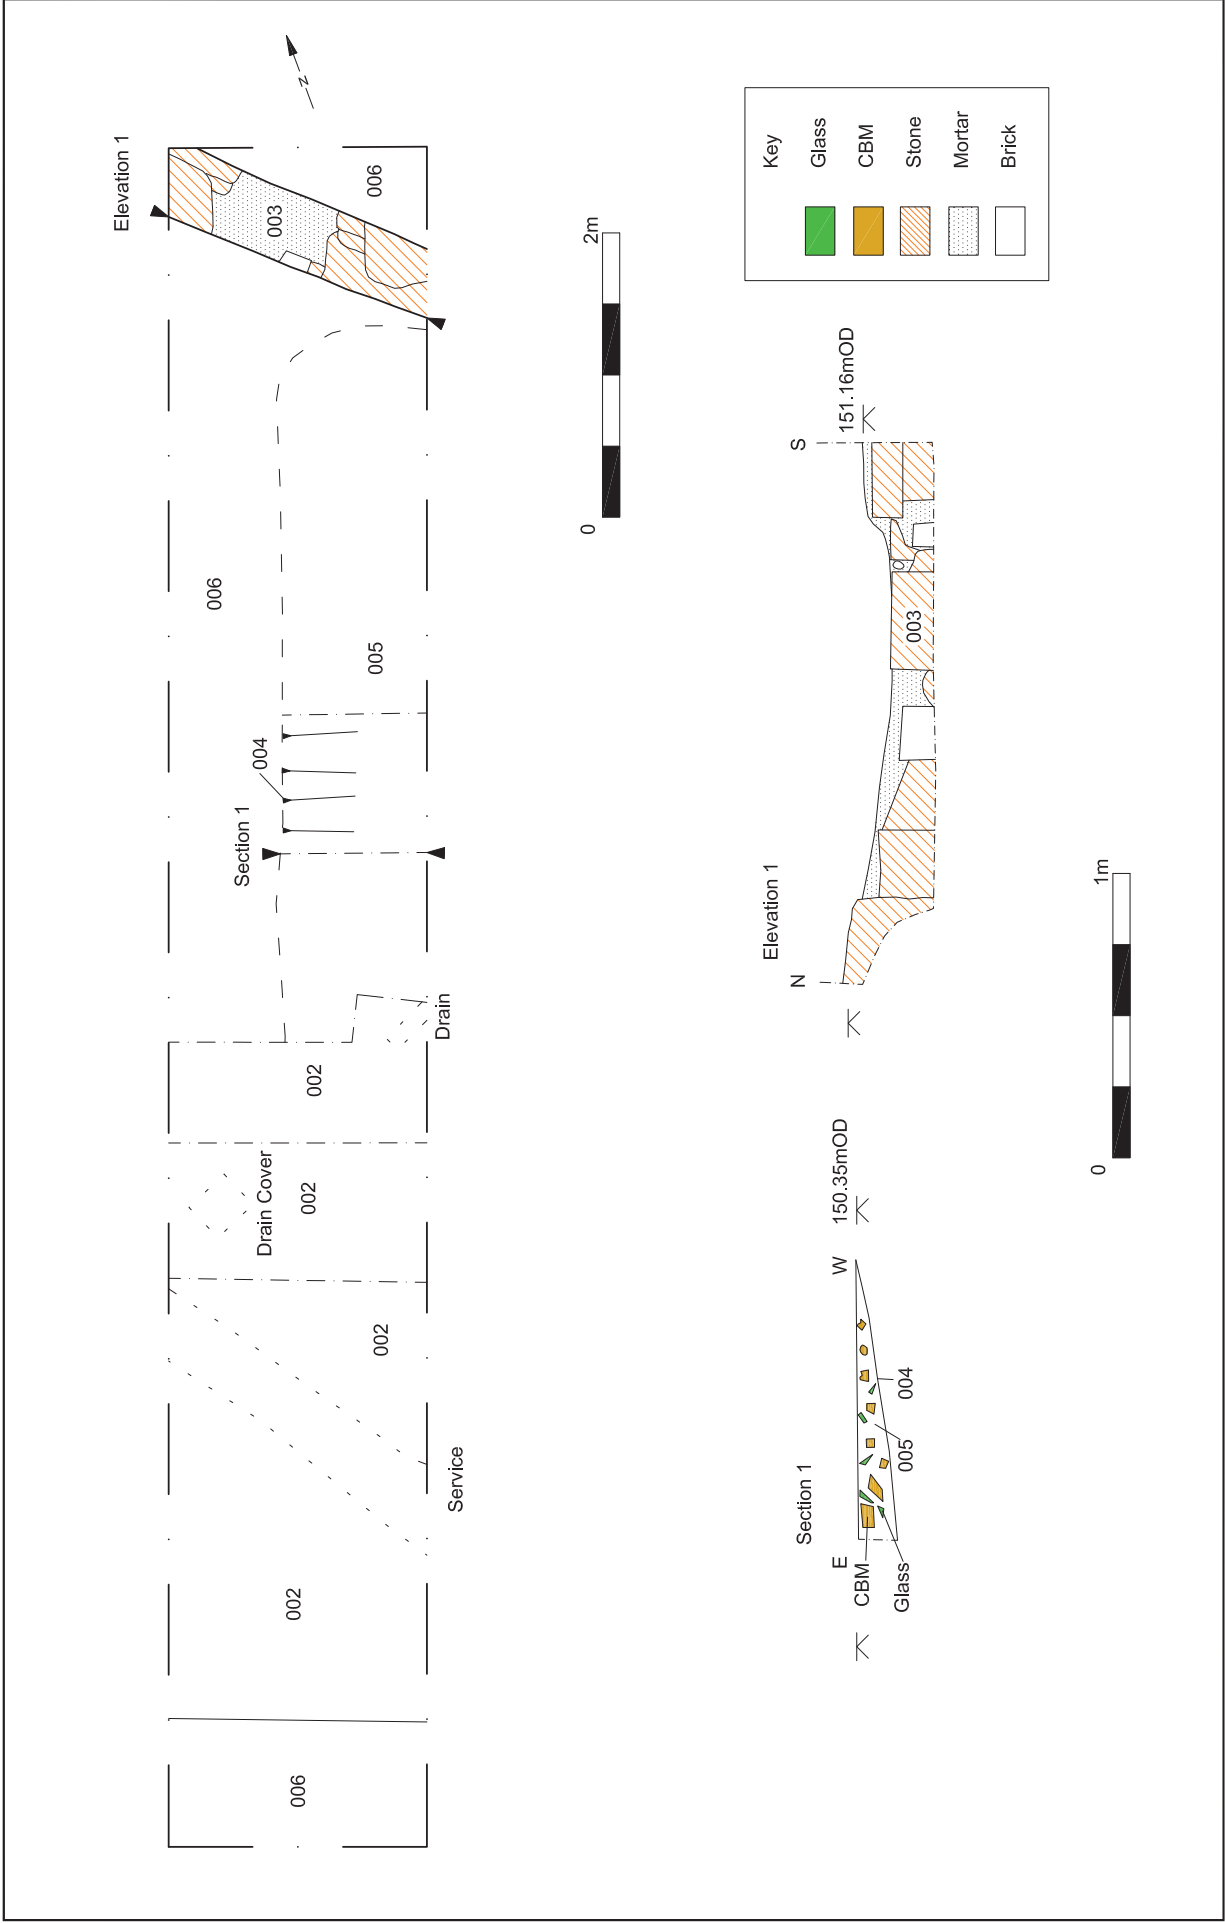 Elevation 1
N
003
006
006
005
004
Section 1
Drain
002
Drain Cover
002
002
Service
002
006
0
2m
Key
Glass
CBM
Stone
Mortar
Brick
Elevation 1
N
S
151.16mOD
003
0
1m
Section 1
E
W
150.35mOD
CBM
Glass
005
004